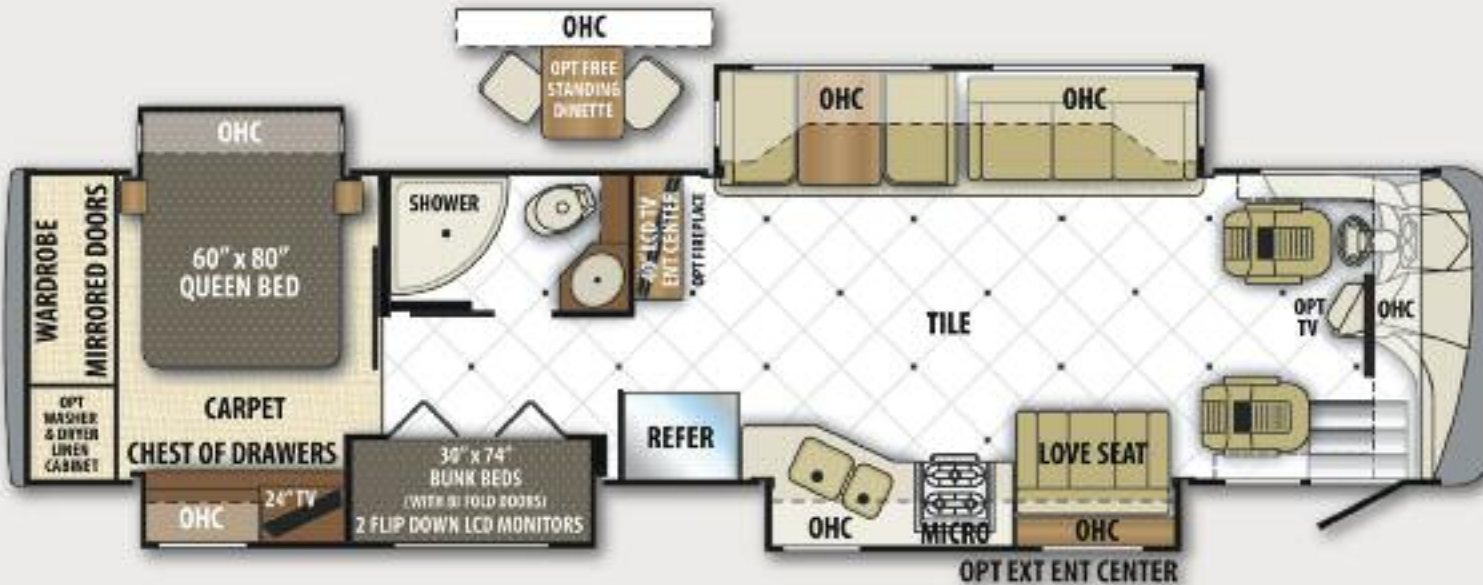 OHC
OPT FREE
STANDING
DINETTE
OHC
OHC
OHC
WARDROBE
MIRRORED DOORS
60" x 80"
QUEEN BED
SHOWER
40" LCD TV
ENT CENTER
*OPT FIREPLACE
TILE
OPT
TV
OHC
OPT
WASHER
& DRYER
LINEN
CABINET
CARPET
CHEST OF DRAWERS
OHC
24" TV
30" x 74"
BUNK BEDS
(WITH BI FOLD DOORS)
2 FLIP DOWN LCD MONITORS
REFER
OHC
MICRO
LOVE SEAT
OHC
OPT EXT ENT CENTER